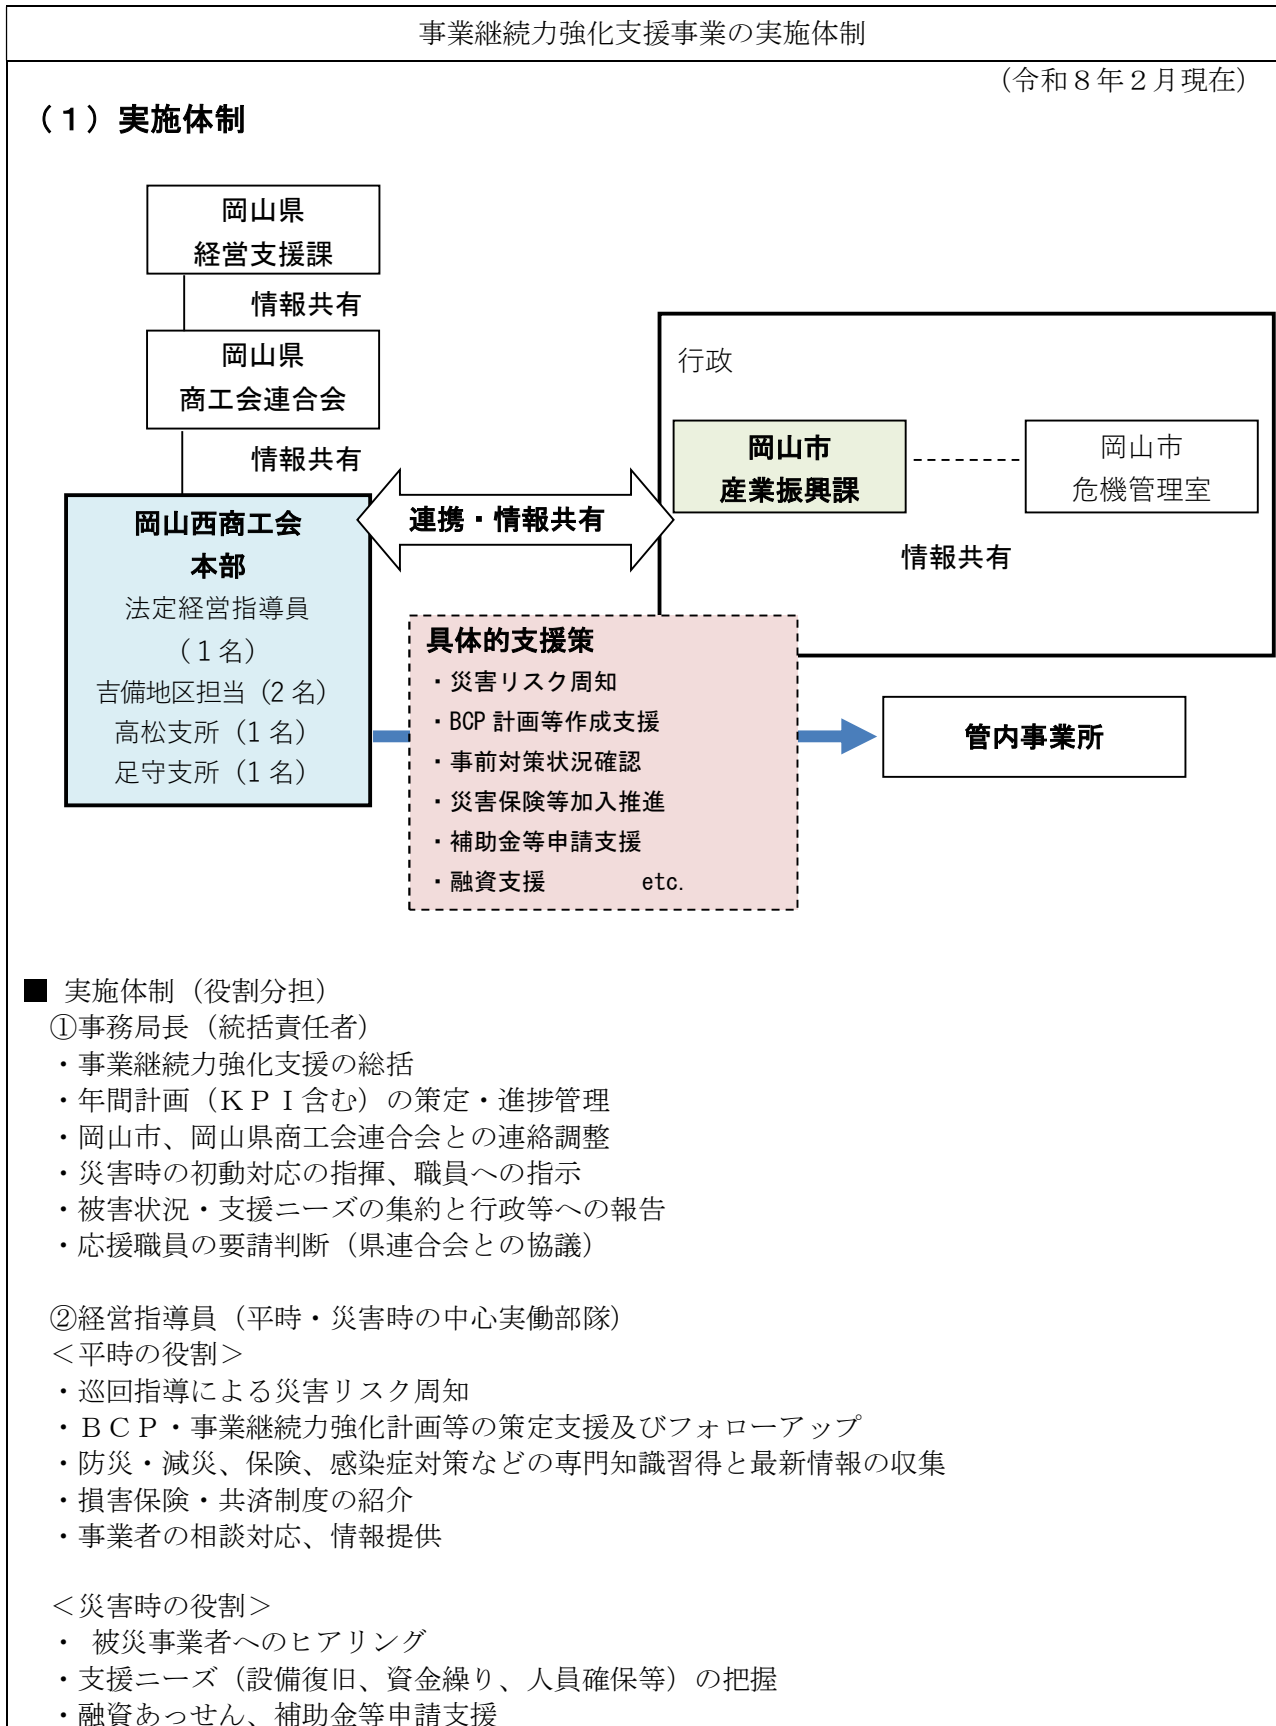 事業継続力強化支援事業の実施体制
（令和８年２月現在）
（１）実施体制
岡山県
経営支援課
情報共有
岡山県
商工会連合会
情報共有
岡山西商工会
本部
法定経営指導員
（１名）
吉備地区担当（2名）
高松支所（1名）
足守支所（1名）
連携・情報共有
行政
岡山市
産業振興課
岡山市
危機管理室
情報共有
具体的支援策
・災害リスク周知
・BCP計画等作成支援
・事前対策状況確認
・災害保険等加入推進
・補助金等申請支援
・融資支援　　　etc.
管内事業所
■ 実施体制（役割分担）
①事務局長（統括責任者）
・事業継続力強化支援の総括
・年間計画（ＫＰＩ含む）の策定・進捗管理
・岡山市、岡山県商工会連合会との連絡調整
・災害時の初動対応の指揮、職員への指示
・被害状況・支援ニーズの集約と行政等への報告
・応援職員の要請判断（県連合会との協議）
②経営指導員（平時・災害時の中心実働部隊）
＜平時の役割＞
・巡回指導による災害リスク周知
・ＢＣＰ・事業継続力強化計画等の策定支援及びフォローアップ
・防災・減災、保険、感染症対策などの専門知識習得と最新情報の収集
・損害保険・共済制度の紹介
・事業者の相談対応、情報提供
＜災害時の役割＞
・ 被災事業者へのヒアリング
・支援ニーズ（設備復旧、資金繰り、人員確保等）の把握
・融資あっせん、補助金等申請支援